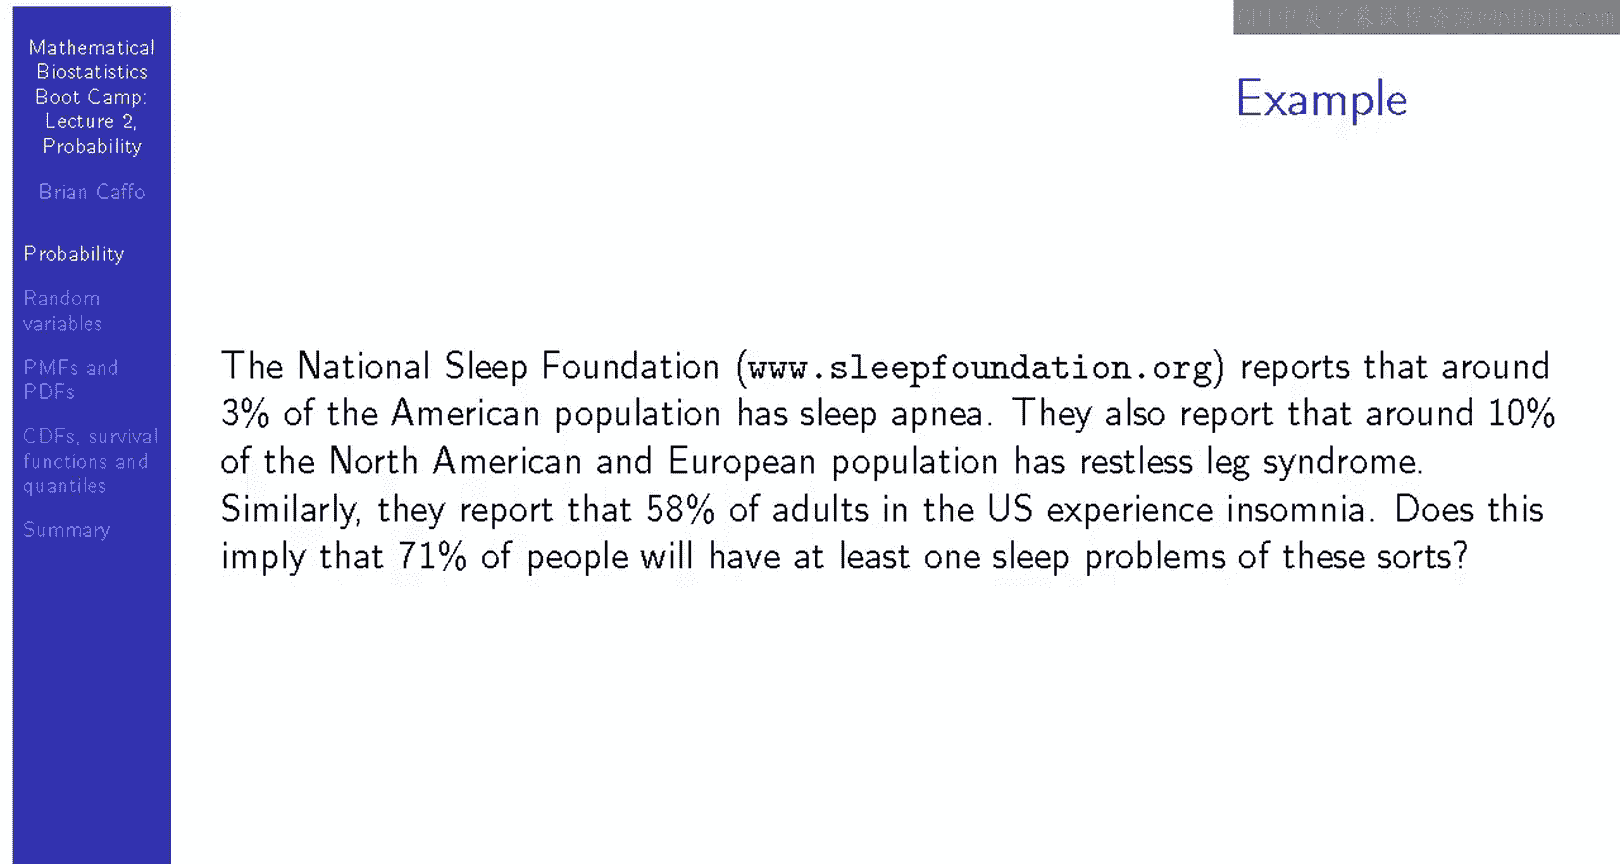 Mathematical
Biostatistics
Boot Camp:
Lecture 2,
Probability
Brian Caffo
Probability
Random
variables
PMFs and
PDFs
CDFs, survival
functions and
quantiles
Summary
Example
The National Sleep Foundation (www.sleepfoundation.org) reports that around
3% of the American population has sleep apnea. They also report that around 10%
of the North American and European population has restless leg syndrome.
Similarly, they report that 58% of adults in the US experience insomnia. Does this
imply that 71% of people will have at least one sleep problems of these sorts?